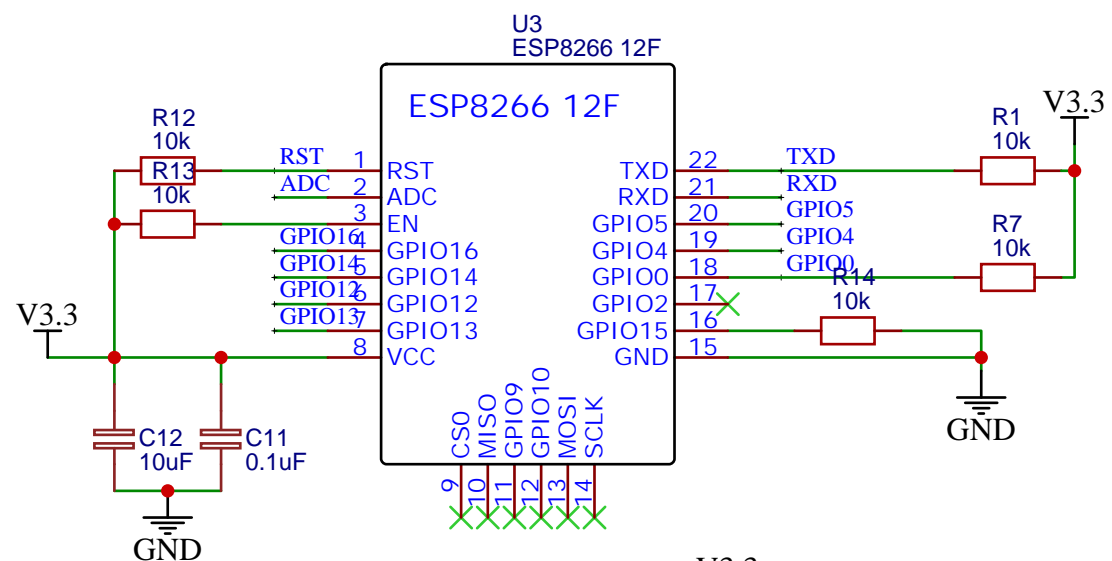 U3
ESP8266 12F
ESP8266 12F
R12
10k
R13
10k
RST 1 RST
ADC 2 ADC
3 EN
GPIO16 4 GPIO16
GPIO14 5 GPIO14
GPIO12 6 GPIO12
GPIO13 7 GPIO13
8 VCC
V3.3
C12
10uF
C11
0.1uF
GND
TXD 22 TXD
RXD 21 RXD
GPIO5 20 GPIO5
GPIO4 19 GPIO4
GPIO0 18 GPIO0
GPIO2 17
GPIO15 16
GND 15
R1
10k
V3.3
R7
10k
R14
10k
GND
CS0 9
MISO 10
GPIO9 11
GPIO10 12
MOSI 13
SCLK 14
V3.3